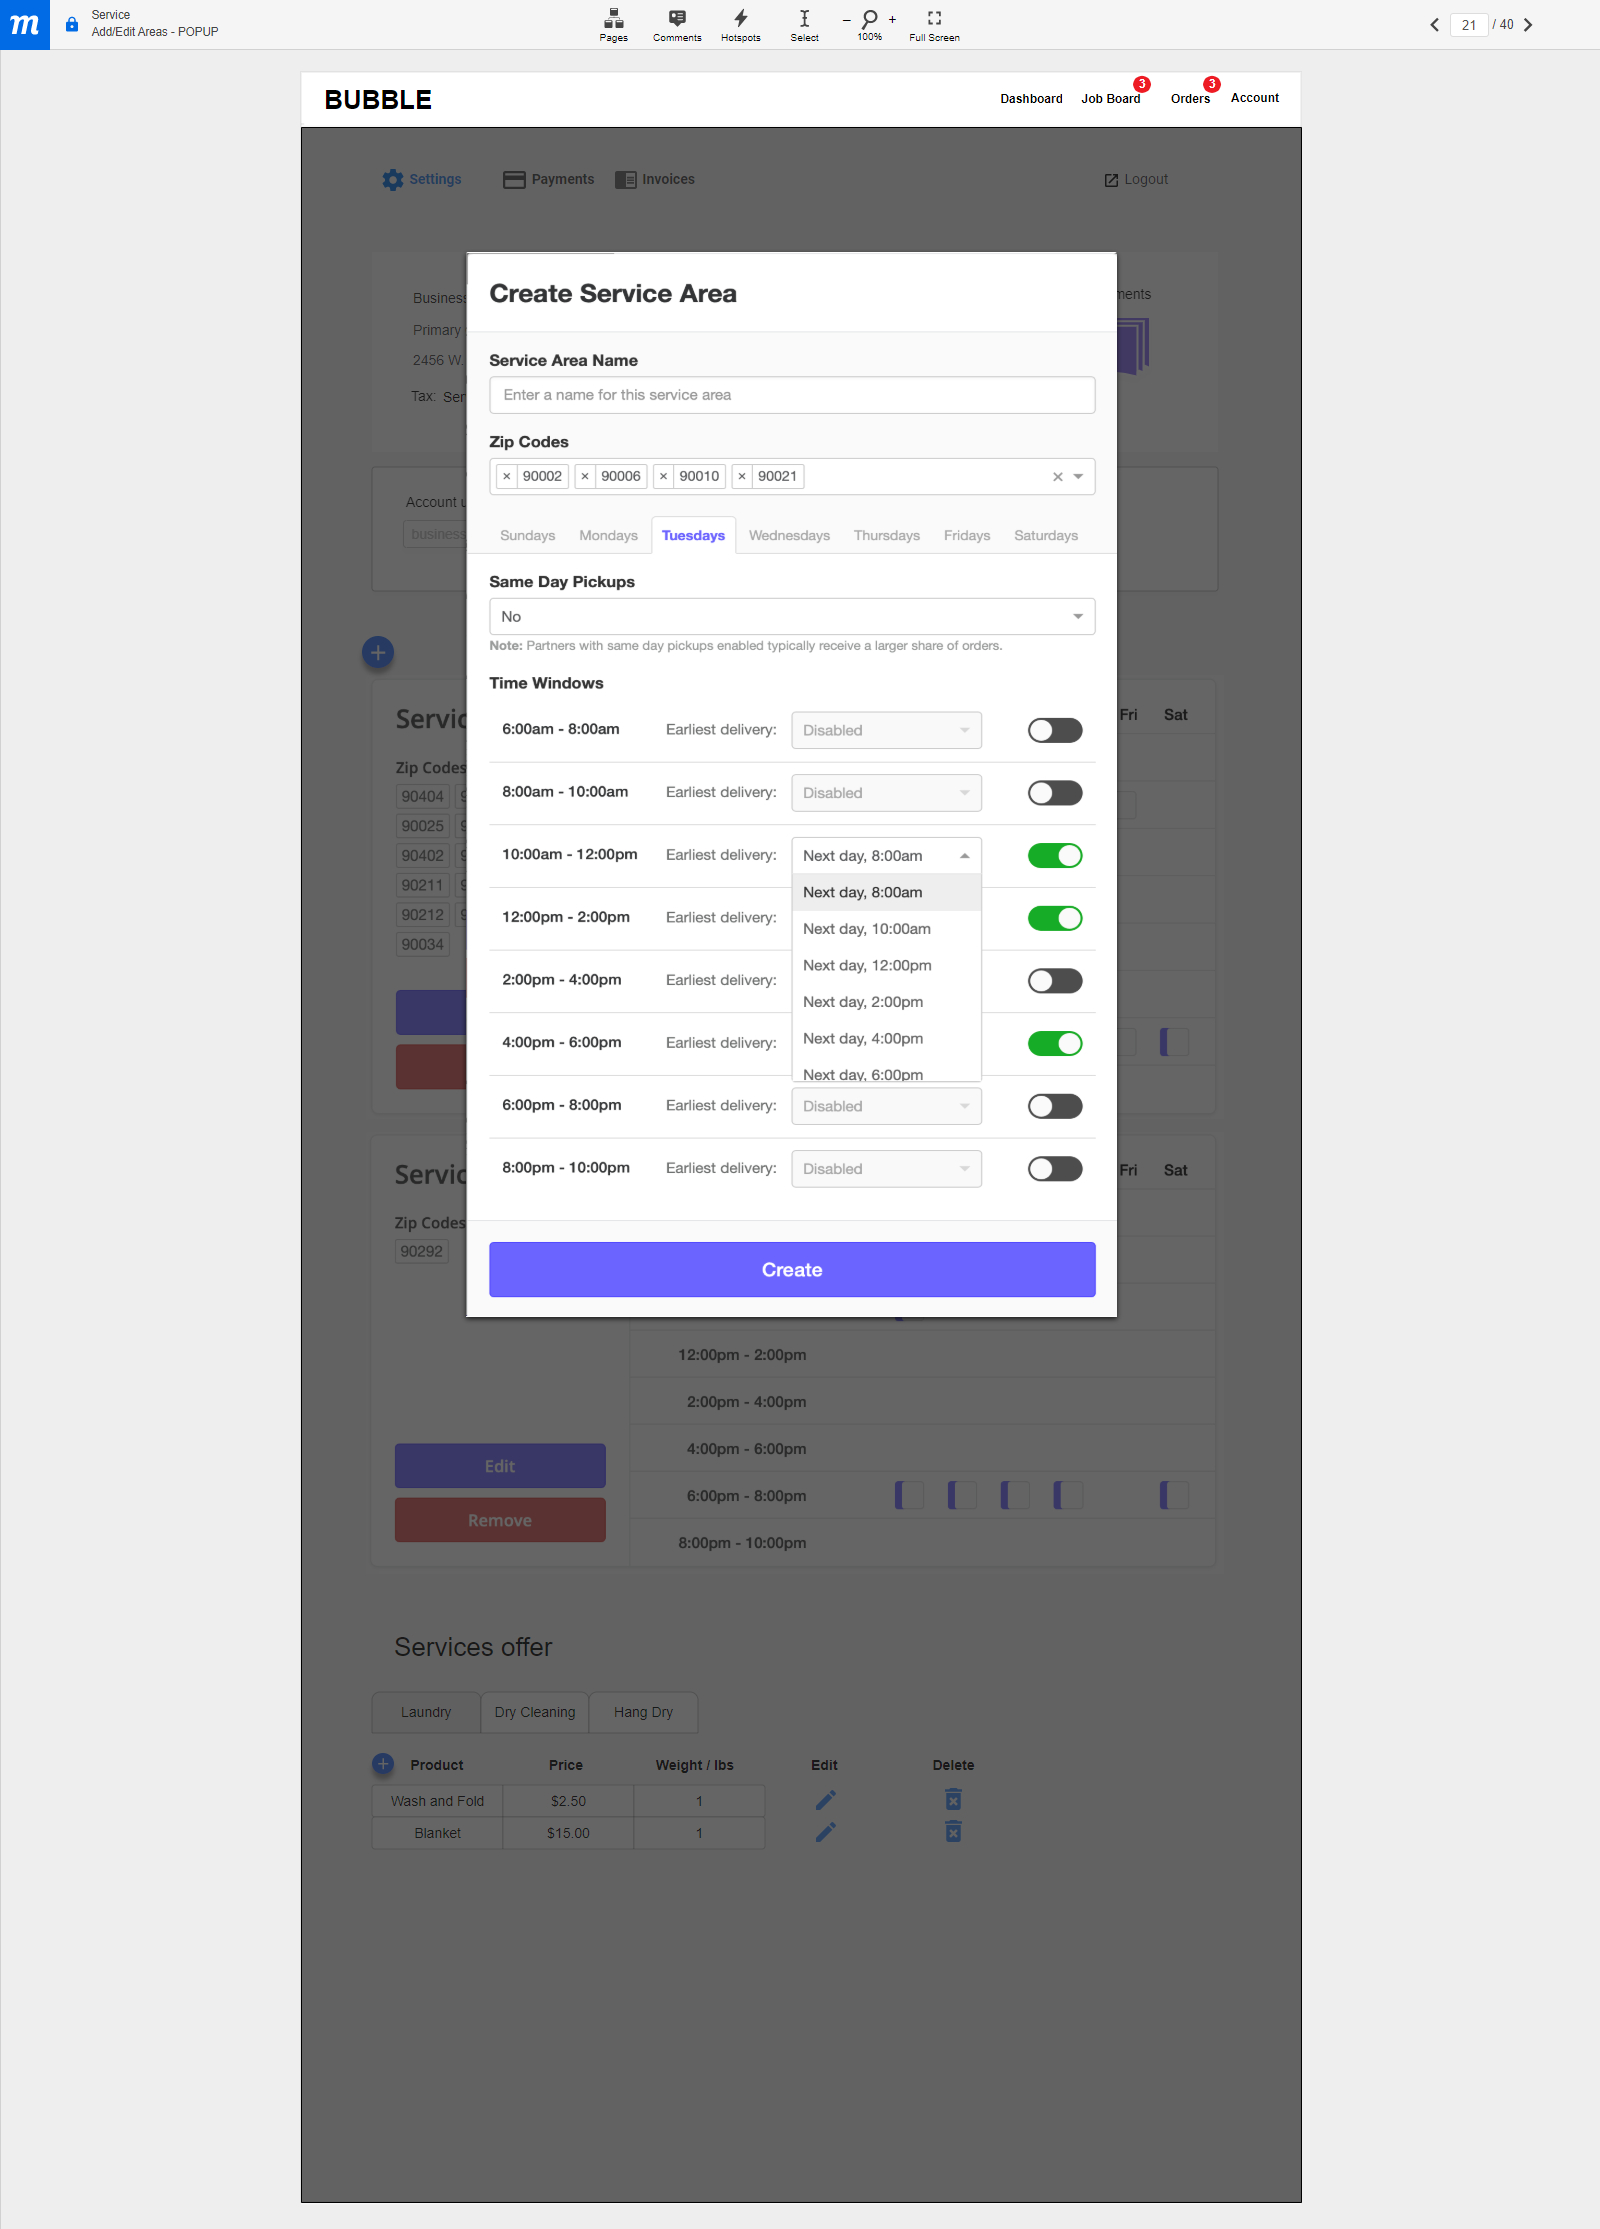 m
Service
Add/Edit Areas - POPUP
Pages
Comments
Hotspots
Select
– +
100%
Full Screen
21 / 40
BUBBLE
Dashboard
Job Board 3
Orders 3
Account
Settings
Payments
Invoices
Logout
Create Service Area
Business
Primary
2456 W.
Tax: Ser
ments
Service Area Name
Enter a name for this service area
Zip Codes
× 90002 × 90006 × 90010 × 90021 ×
Account u
business
Sundays Mondays Tuesdays Wednesdays Thursdays Fridays Saturdays
Same Day Pickups
No
Note: Partners with same day pickups enabled typically receive a larger share of orders.
Time Windows
6:00am - 8:00am Earliest delivery: Disabled
8:00am - 10:00am Earliest delivery: Disabled
10:00am - 12:00pm Earliest delivery: Next day, 8:00am
Next day, 8:00am
12:00pm - 2:00pm Earliest delivery:
Next day, 10:00am
Next day, 12:00pm
2:00pm - 4:00pm Earliest delivery:
Next day, 2:00pm
4:00pm - 6:00pm Earliest delivery:
Next day, 4:00pm
Next day, 6:00pm
6:00pm - 8:00pm Earliest delivery: Disabled
8:00pm - 10:00pm Earliest delivery: Disabled
Create
Servic
Fri Sat
Zip Codes
90404
90025
90402
90211
90212
90034
Servic
Fri Sat
Zip Codes
90292
12:00pm - 2:00pm
2:00pm - 4:00pm
4:00pm - 6:00pm
6:00pm - 8:00pm
8:00pm - 10:00pm
Edit
Remove
Services offer
Laundry Dry Cleaning Hang Dry
Product Price Weight / lbs Edit Delete
Wash and Fold $2.50 1
Blanket $15.00 1